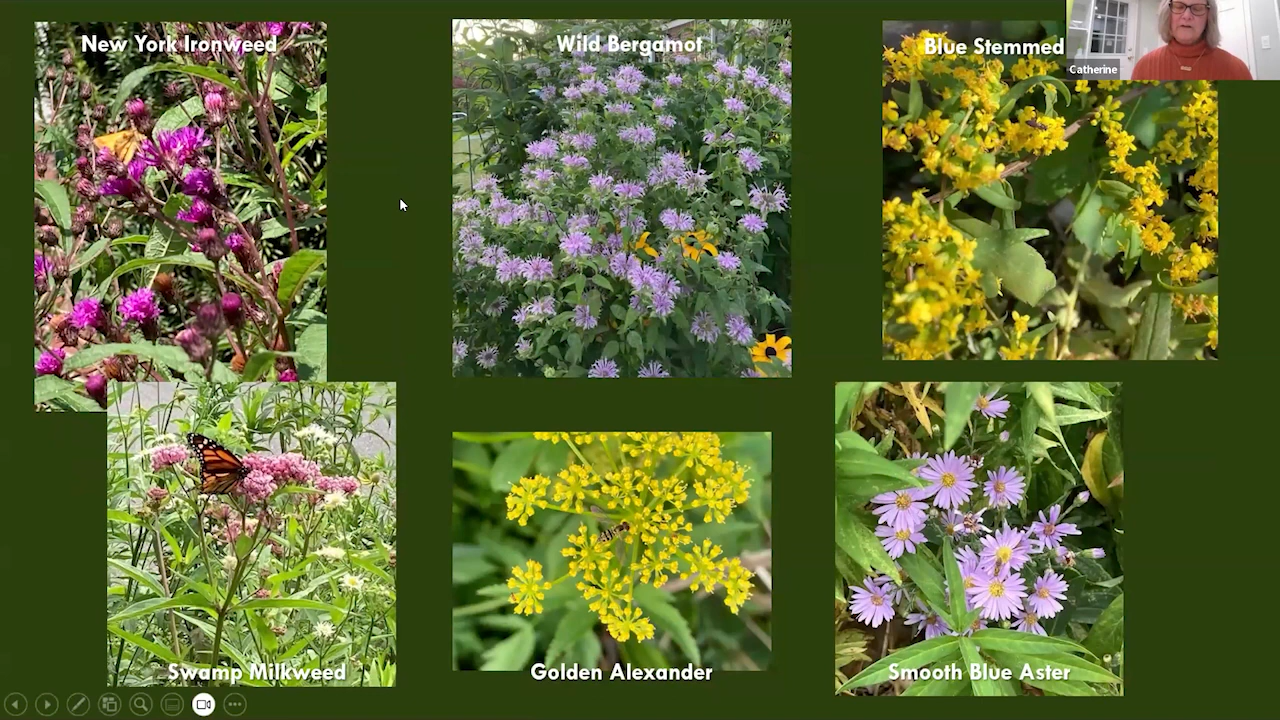 New York Ironweed
Wild Bergamot
Blue Stemmed
Catherine
Swamp Milkweed
Golden Alexander
Smooth Blue Aster